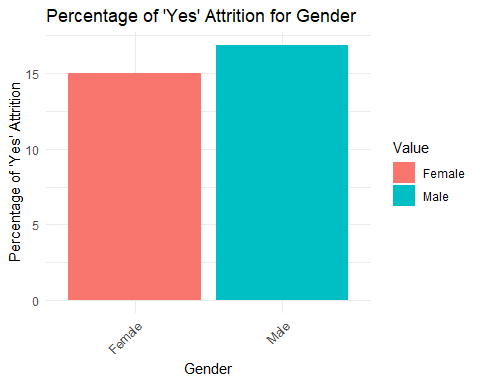 Percentage of 'Yes' Attrition for Gender
Percentage of 'Yes' Attrition
15
10
5
0
Female
Male
Gender
Value
Female
Male